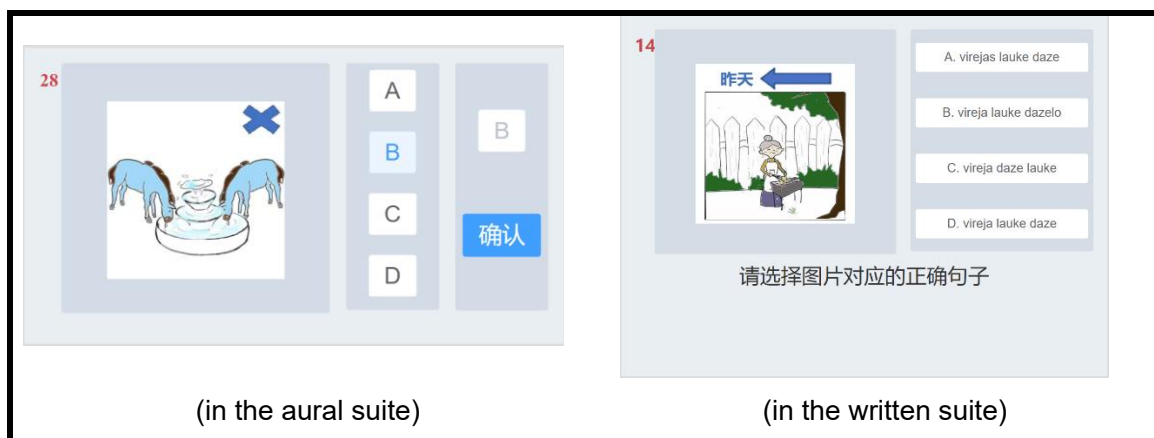 28
A
B
C
D
B
确认
(in the aural suite)
14
昨天
A. virejas lauke daze
B. vireja lauke dazelo
C. vireja daze lauke
D. vireja lauke daze
请选择图片对应的正确句子
(in the written suite)